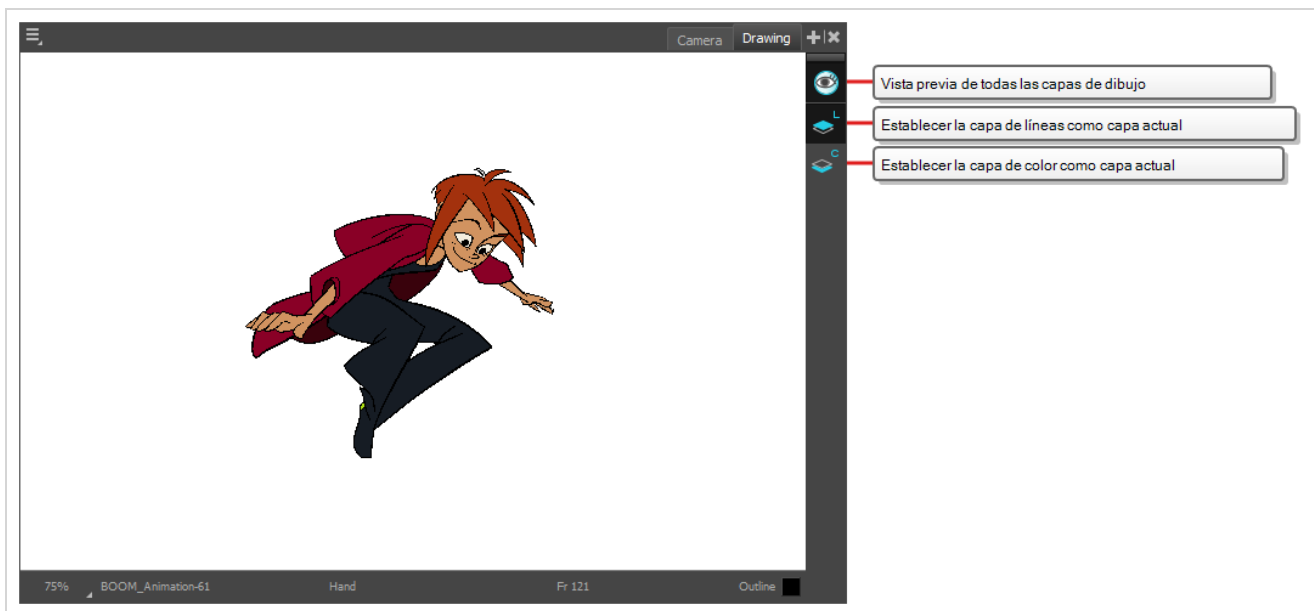 Camera Drawing
Vista previa de todas las capas de dibujo
L
Establecer la capa de líneas como capa actual
C
Establecer la capa de color como capa actual
75% BOOM_Animation-61 Hand Fr 121 Outline